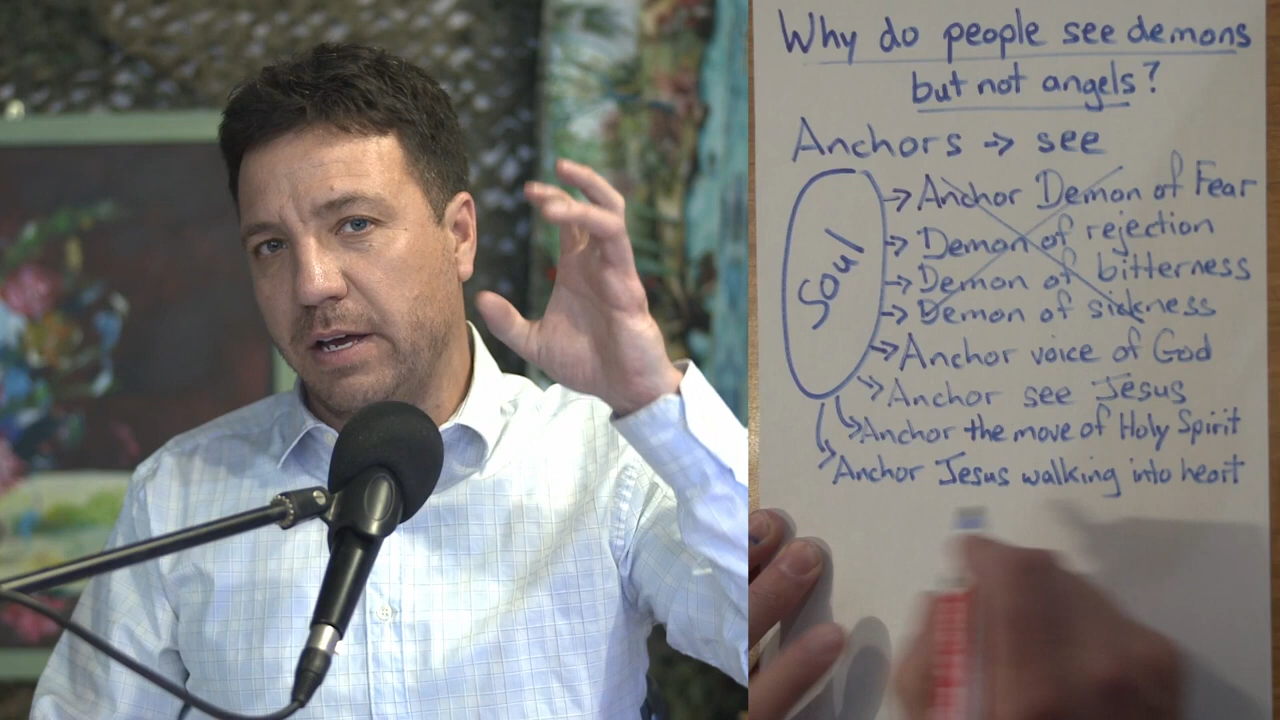 Why do people see demons
but not angels?
Anchors → see
Soul
→ Anchor Demon of Fear
→ Demon of rejection
→ Demon of bitterness
→ Demon of sickness
→ Anchor voice of God
→ Anchor see Jesus
→ Anchor the move of Holy Spirit
→ Anchor Jesus walking into heart